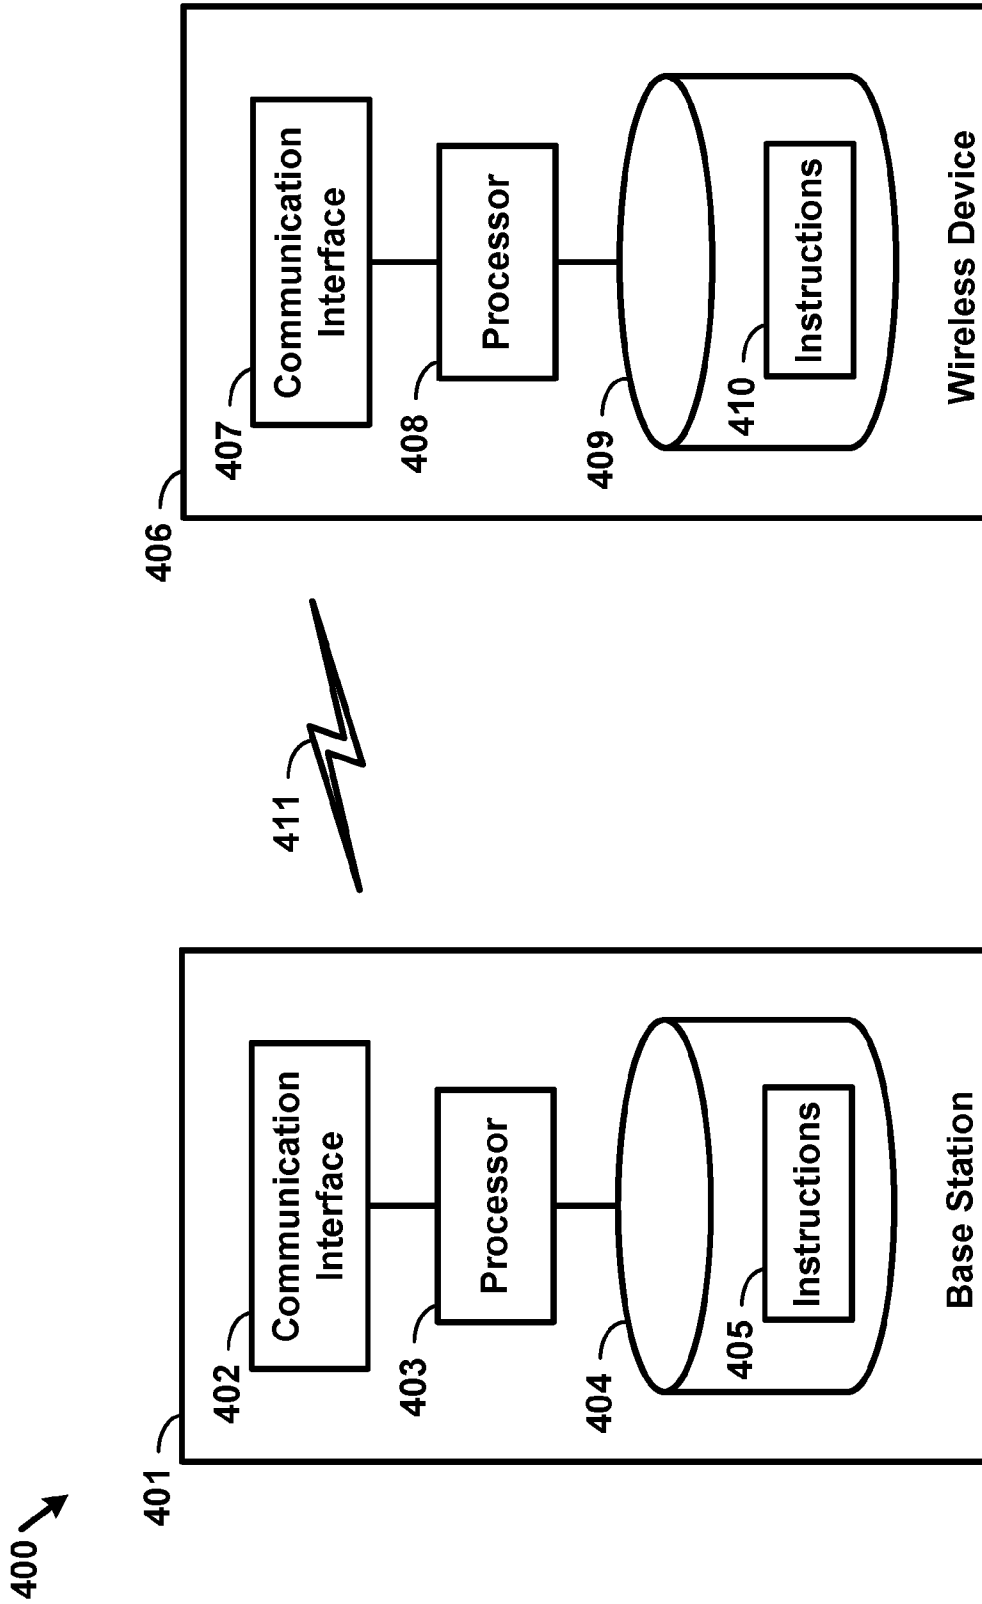 400
401
402
Communication
Interface
403
Processor
404
405
Instructions
Base Station
411
406
407
Communication
Interface
408
Processor
409
410
Instructions
Wireless Device